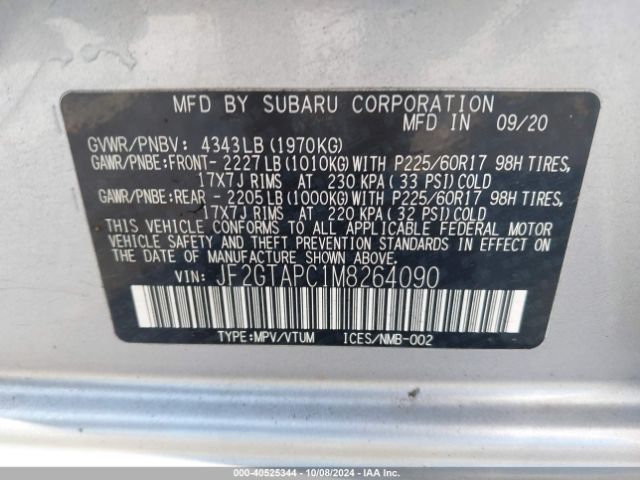 MFD BY SUBARU CORPORATION
MFD IN 09/20
GVWR/PNBV: 4343LB (1970KG)
GAWR/PNBE:FRONT- 2227 LB (1010KG) WITH P225/60R17 98H TIRES,
17X7J RIMS AT 230 KPA (33 PSI) COLD
GAWR/PNBE:REAR - 2205 LB (1000KG) WITH P225/60R17 98H TIRES,
17X7J RIMS AT 220 KPA (32 PSI) COLD
THIS VEHICLE CONFORMS TO ALL APPLICABLE FEDERAL MOTOR
VEHICLE SAFETY AND THEFT PREVENTION STANDARDS IN EFFECT
ON THE DATE OF MANUFACTURE SHOWN ABOVE.
VIN: JF2GTAPC1M8264090
TYPE:MPV/VTUM ICES/NMB-002
000-40525344 - 10/08/2024 - IAA Inc.